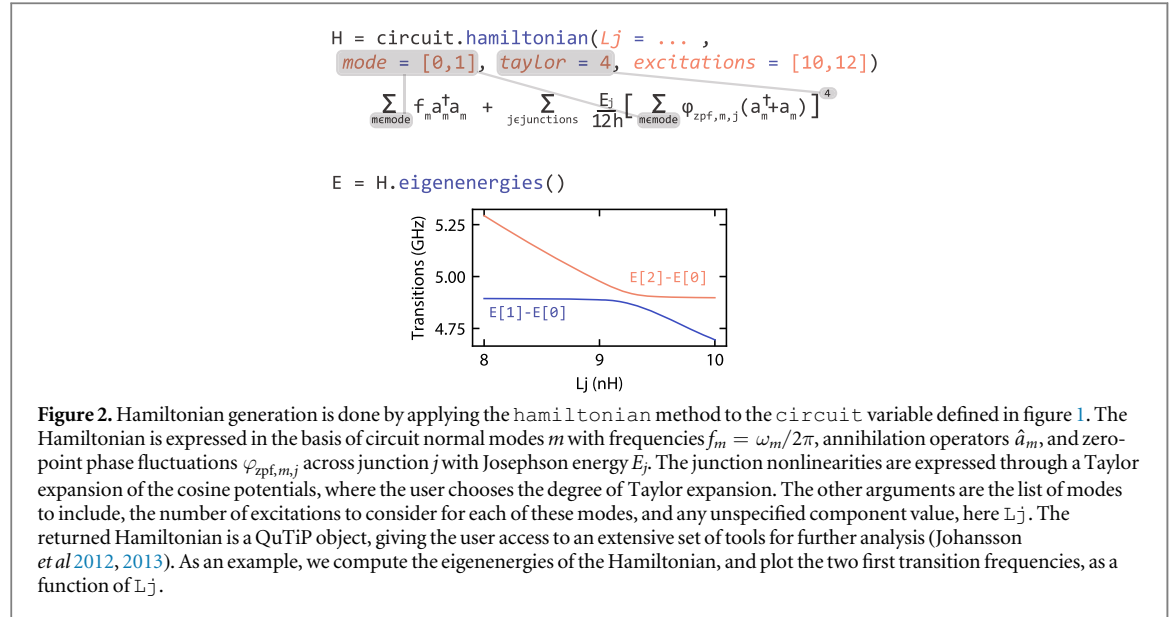 H = circuit.hamiltonian(Lj = ... ,
mode = [0,1], taylor = 4, excitations = [10,12])
∑ f_m a_m^† a_m + ∑ E_j/12h [ ∑ φ_zpf,m,j (a_m^†+a_m) ]^4
mϵmode jϵjunctions mϵmode
E = H.eigenenergies()
5.25
5.00
4.75
Transitions (GHz)
E[2]-E[0]
E[1]-E[0]
8 9 10
Lj (nH)
Figure 2. Hamiltonian generation is done by applying the hamiltonian method to the circuit variable defined in figure 1. The
Hamiltonian is expressed in the basis of circuit normal modes m with frequencies f_m = ω_m/2π, annihilation operators â_m, and zero-
point phase fluctuations φ_zpf,m,j across junction j with Josephson energy E_j. The junction nonlinearities are expressed through a Taylor
expansion of the cosine potentials, where the user chooses the degree of Taylor expansion. The other arguments are the list of modes
to include, the number of excitations to consider for each of these modes, and any unspecified component value, here Lj. The
returned Hamiltonian is a QuTiP object, giving the user access to an extensive set of tools for further analysis (Johansson
et al 2012, 2013). As an example, we compute the eigenenergies of the Hamiltonian, and plot the two first transition frequencies, as a
function of Lj.